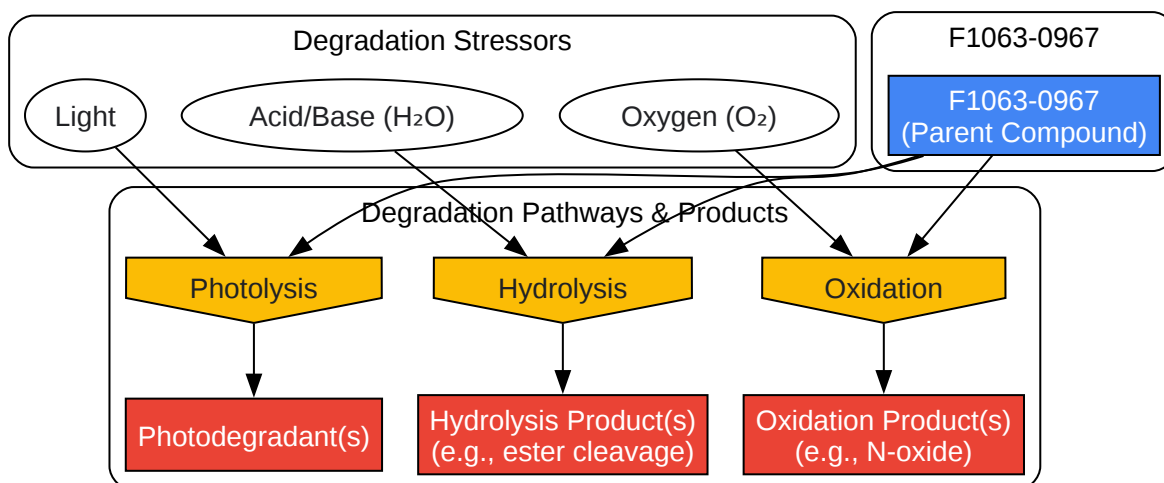 Degradation Stressors
F1063-0967
Light
Acid/Base (H₂O)
Oxygen (O₂)
F1063-0967
(Parent Compound)
Degradation Pathways & Products
Photolysis
Hydrolysis
Oxidation
Photodegradant(s)
Hydrolysis Product(s)
(e.g., ester cleavage)
Oxidation Product(s)
(e.g., N-oxide)